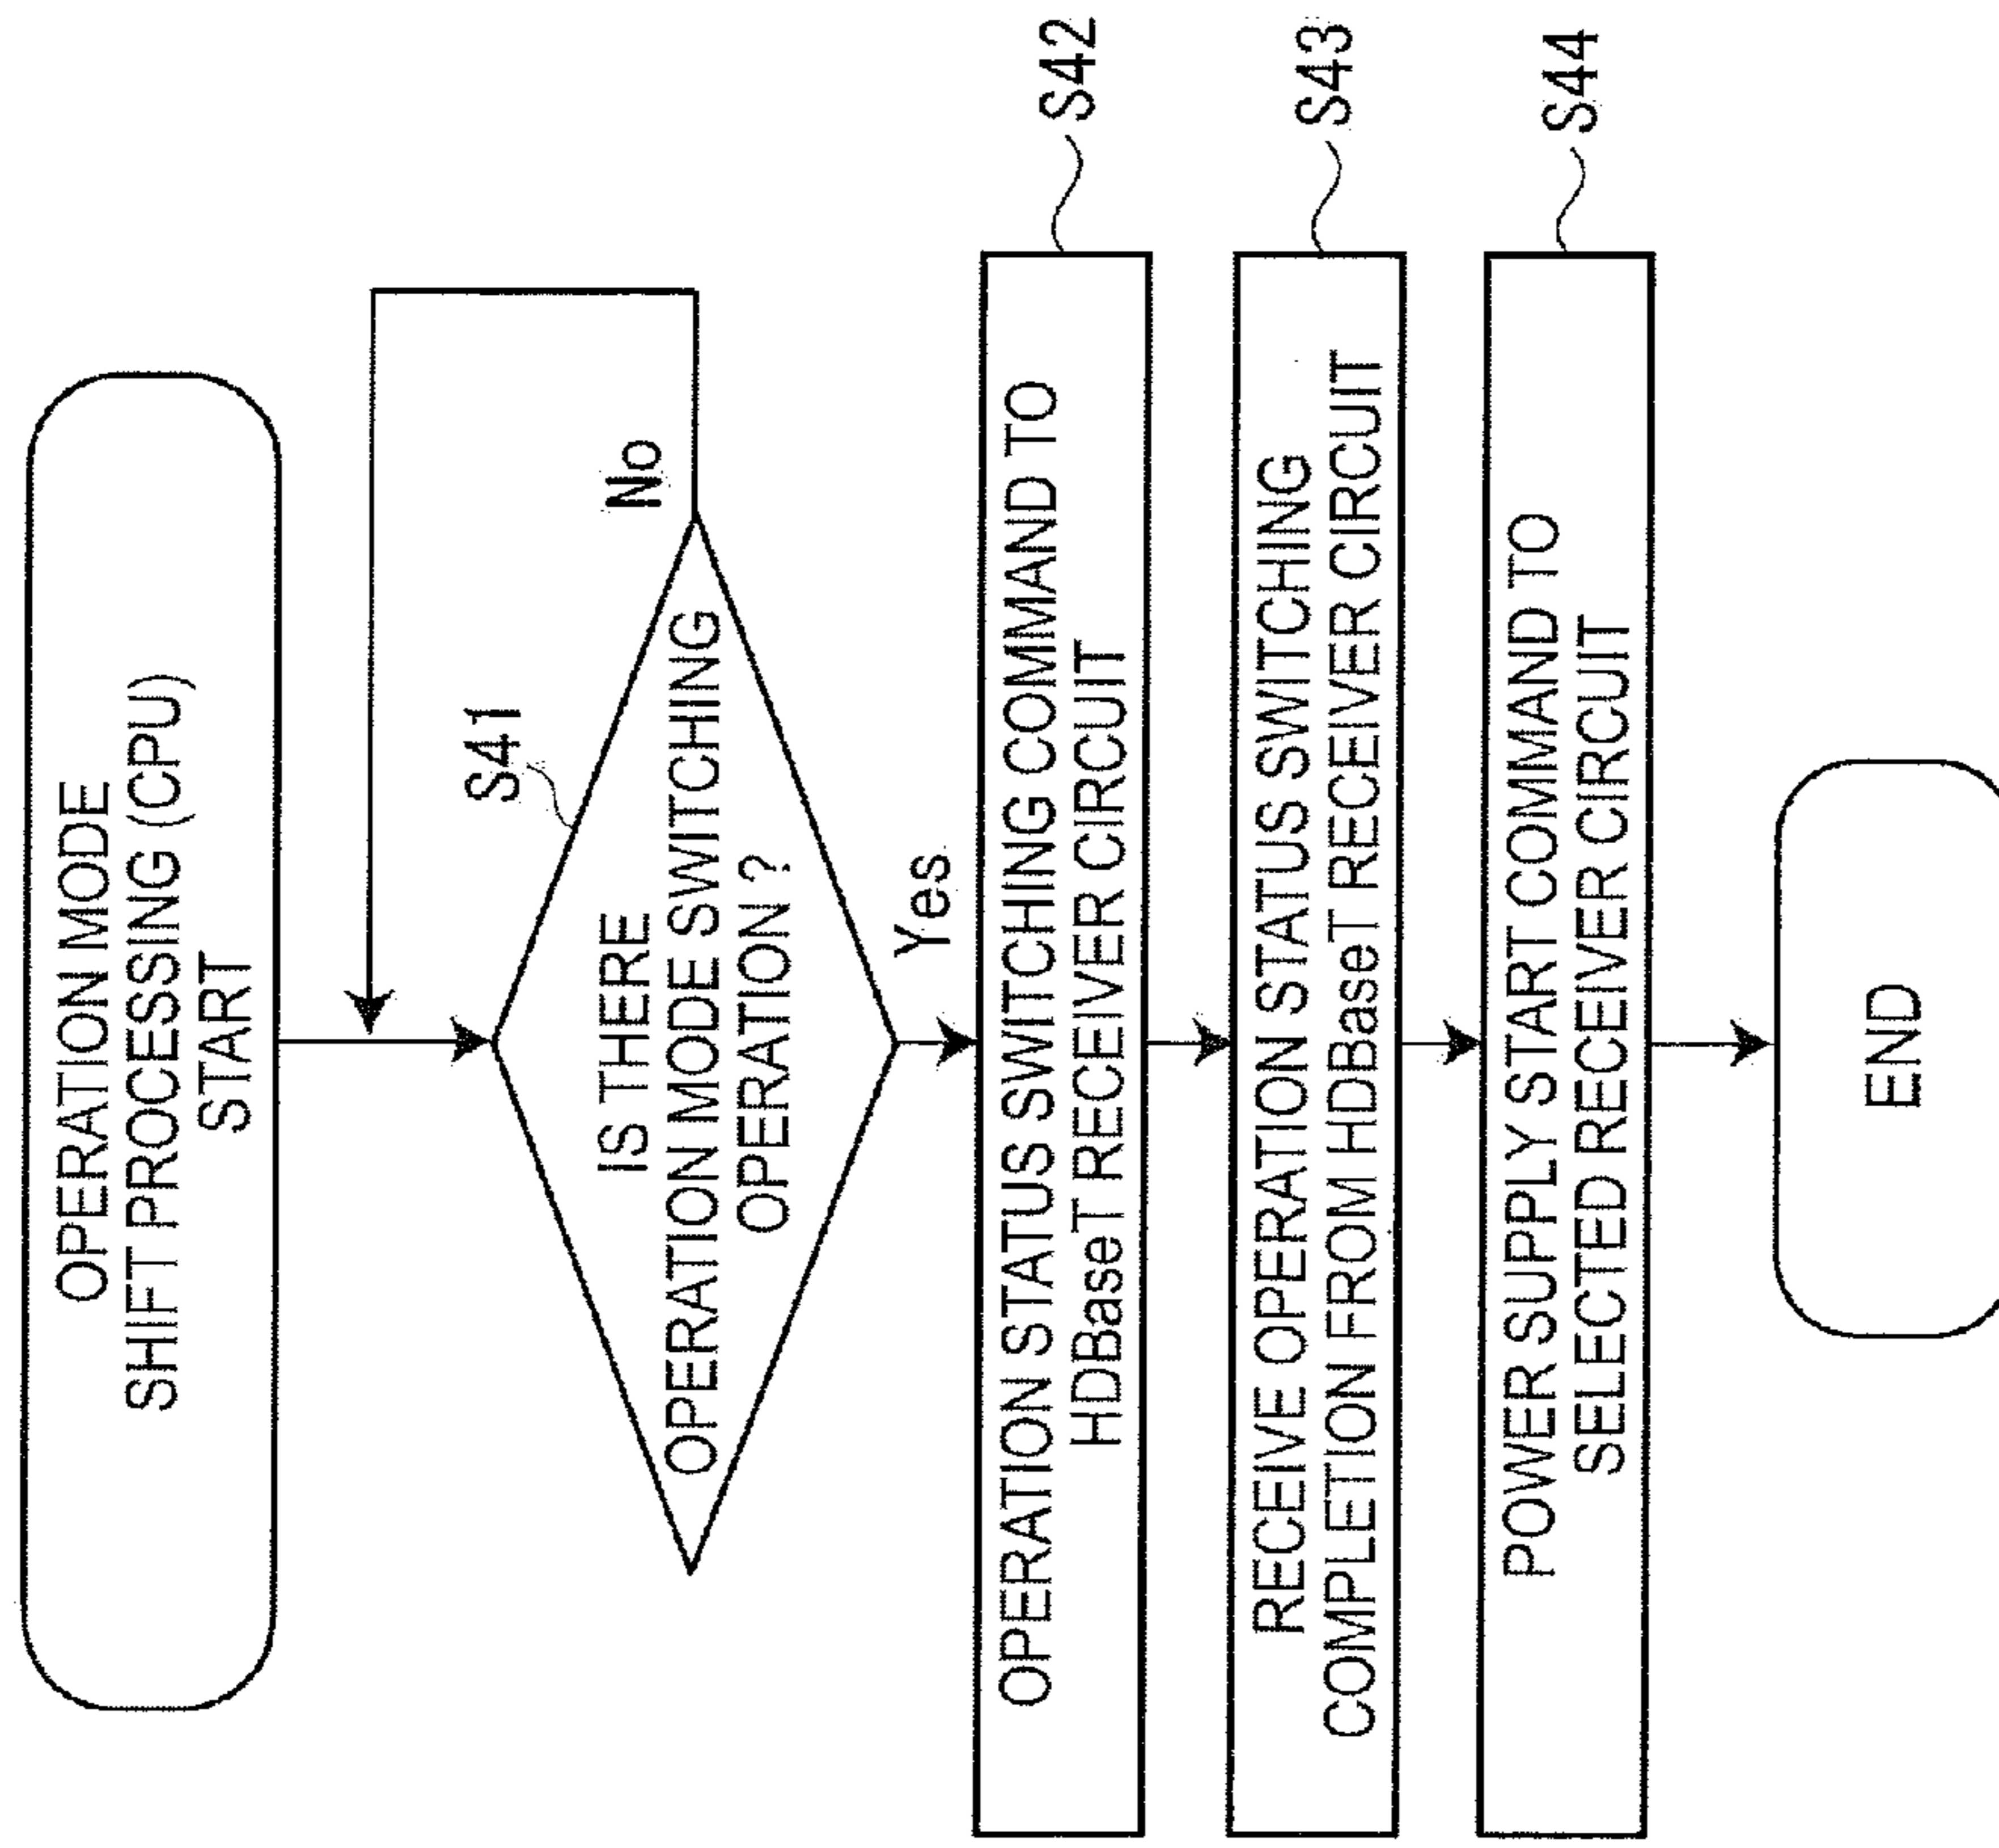 OPERATION MODE
SHIFT PROCESSING (CPU)
START
S41
IS THERE
OPERATION MODE SWITCHING
OPERATION ?
No
Yes
OPERATION STATUS SWITCHING COMMAND TO
HDBaseT RECEIVER CIRCUIT
S42
RECEIVE OPERATION STATUS SWITCHING
COMPLETION FROM HDBaseT RECEIVER CIRCUIT
S43
POWER SUPPLY START COMMAND TO
SELECTED RECEIVER CIRCUIT
S44
END